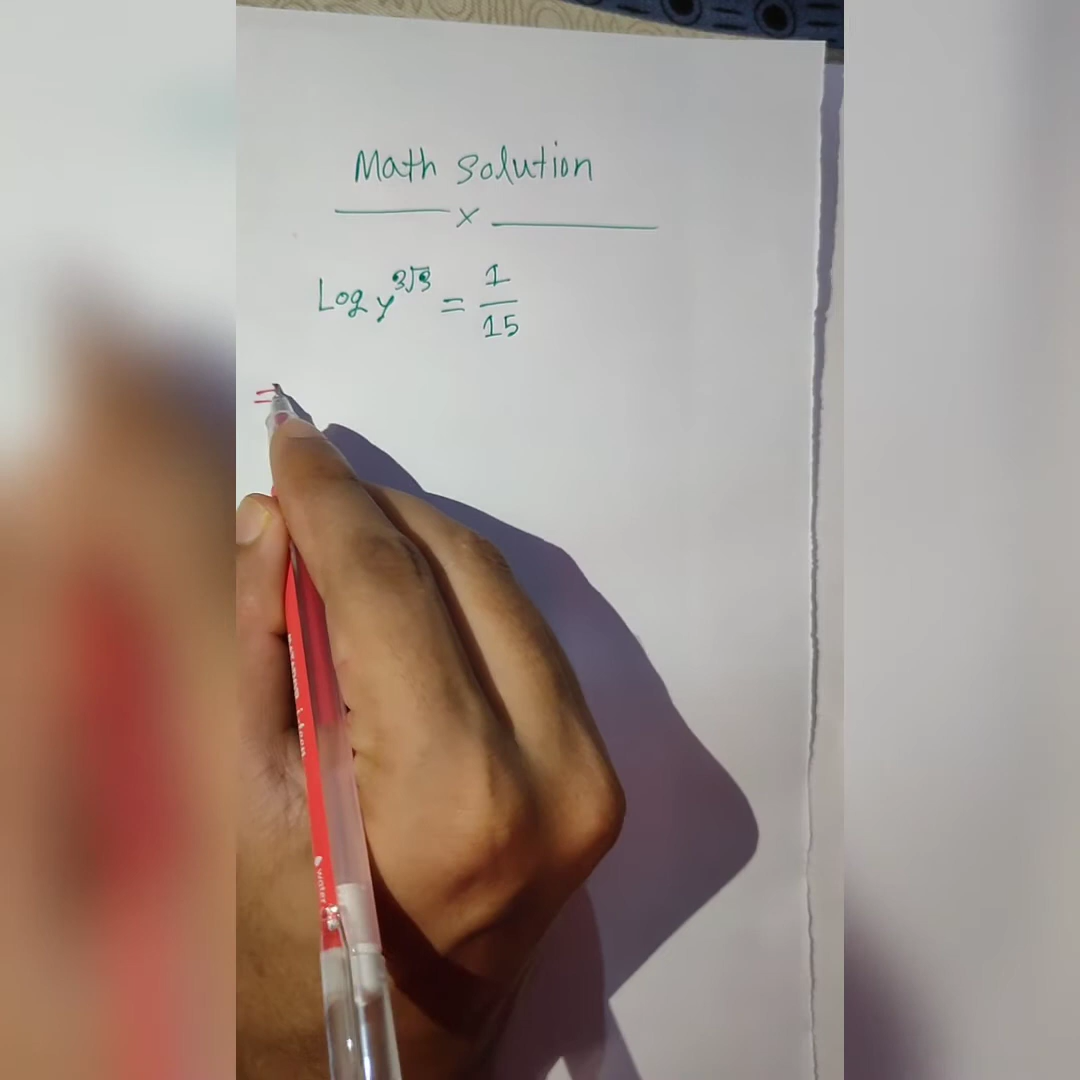 Math solution
x
Log y^3√3 = 1/15
=